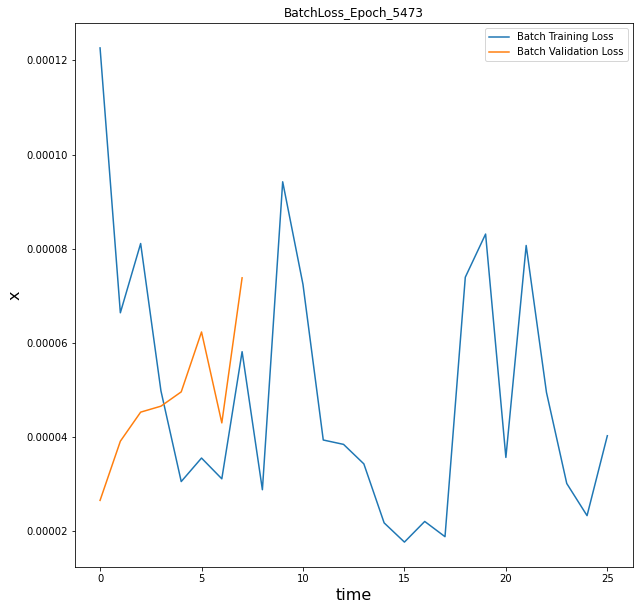 BatchLoss_Epoch_5473
Batch Training Loss
Batch Validation Loss
0.00012
0.00010
0.00008
0.00006
0.00004
0.00002
x
0 5 10 15 20 25
time